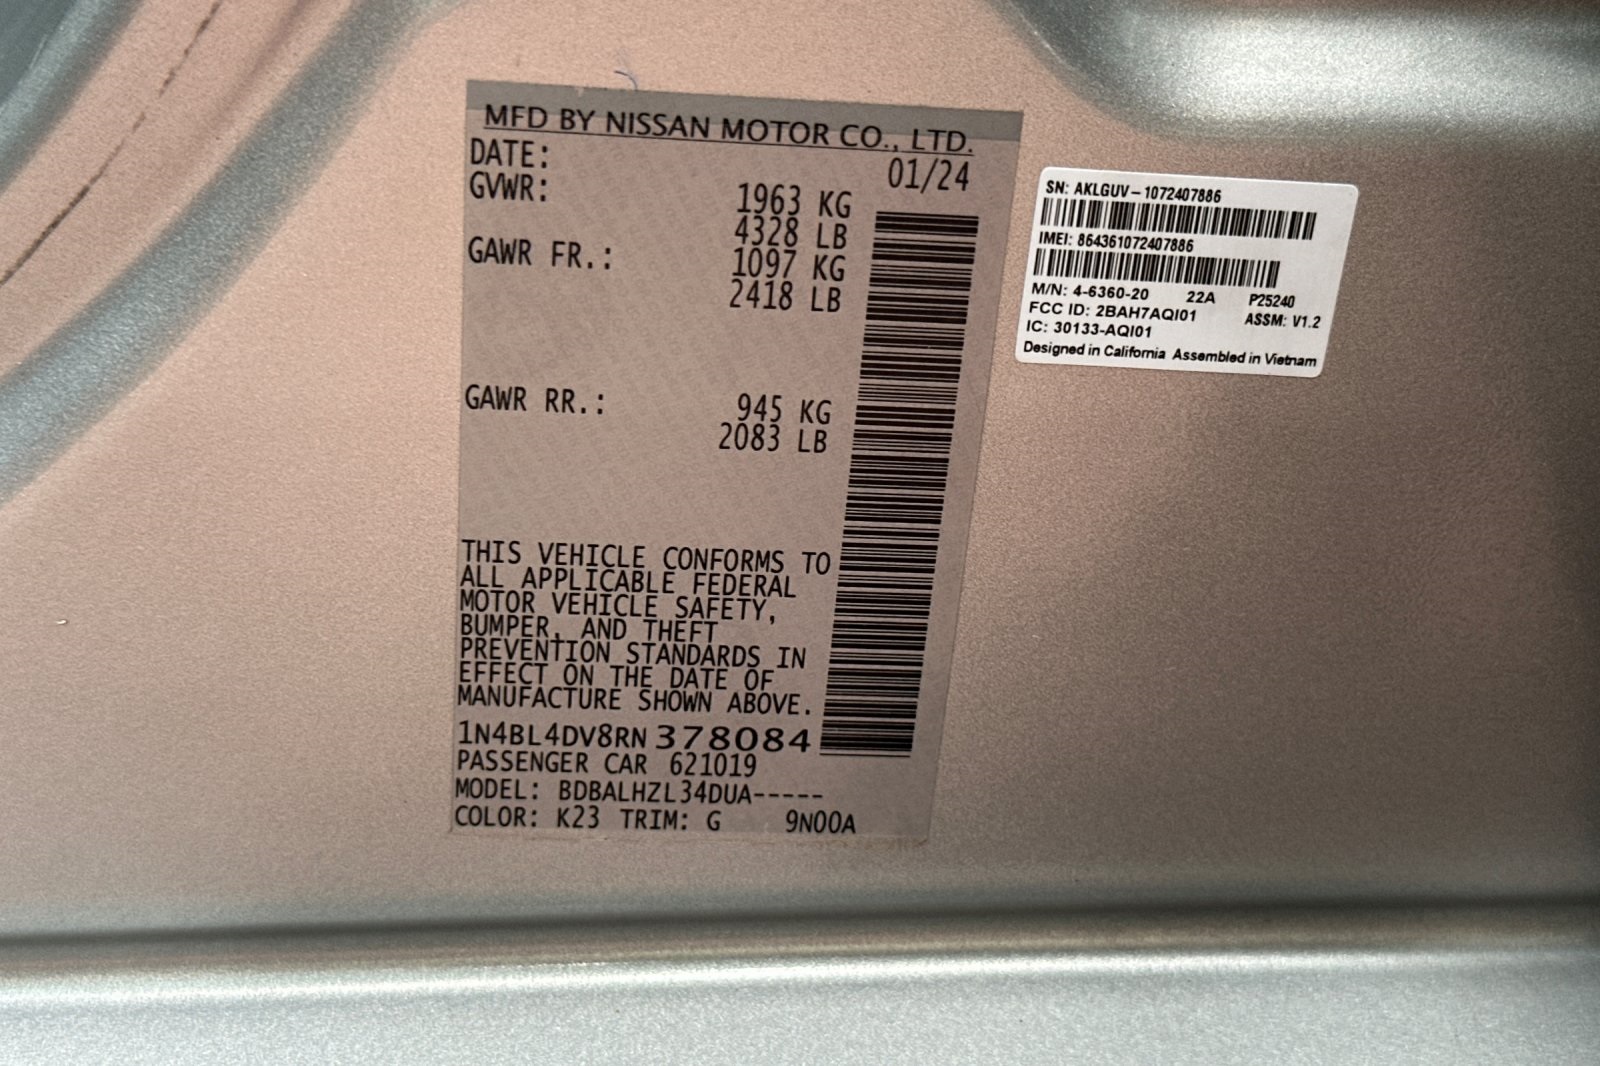 MFD BY NISSAN MOTOR CO., LTD.
DATE: 01/24
GVWR: 1963 KG
4328 LB
GAWR FR.: 1097 KG
2418 LB
GAWR RR.: 945 KG
2083 LB
THIS VEHICLE CONFORMS TO
ALL APPLICABLE FEDERAL
MOTOR VEHICLE SAFETY,
BUMPER, AND THEFT
PREVENTION STANDARDS IN
EFFECT ON THE DATE OF
MANUFACTURE SHOWN ABOVE.
1N4BL4DV8RN378084
PASSENGER CAR 621019
MODEL: BDBALHZL34DUA-----
COLOR: K23 TRIM: G 9N00A
SN: AKLGUV-1072407886
IMEI: 864361072407886
M/N: 4-6360-20 22A P25240
FCC ID: 2BAH7AQI01 ASSM: V1.2
IC: 30133-AQI01
Designed in California Assembled in Vietnam